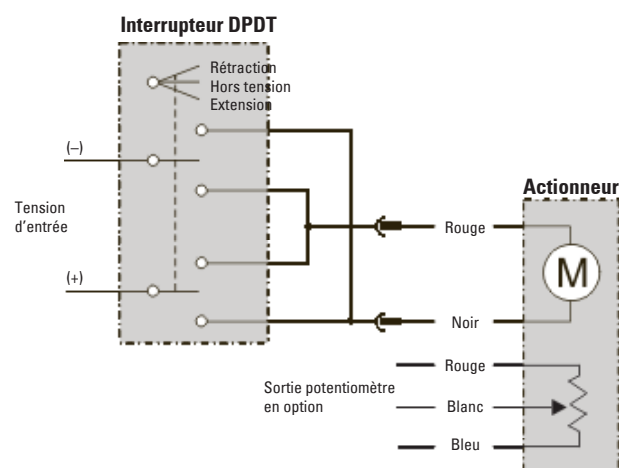 Interrupteur DPDT
Rétraction
Hors tension
Extension
(–)
Tension
d'entrée
(+)
Actionneur
Rouge
M
Noir
Rouge
Sortie potentiomètre
en option
Blanc
Bleu